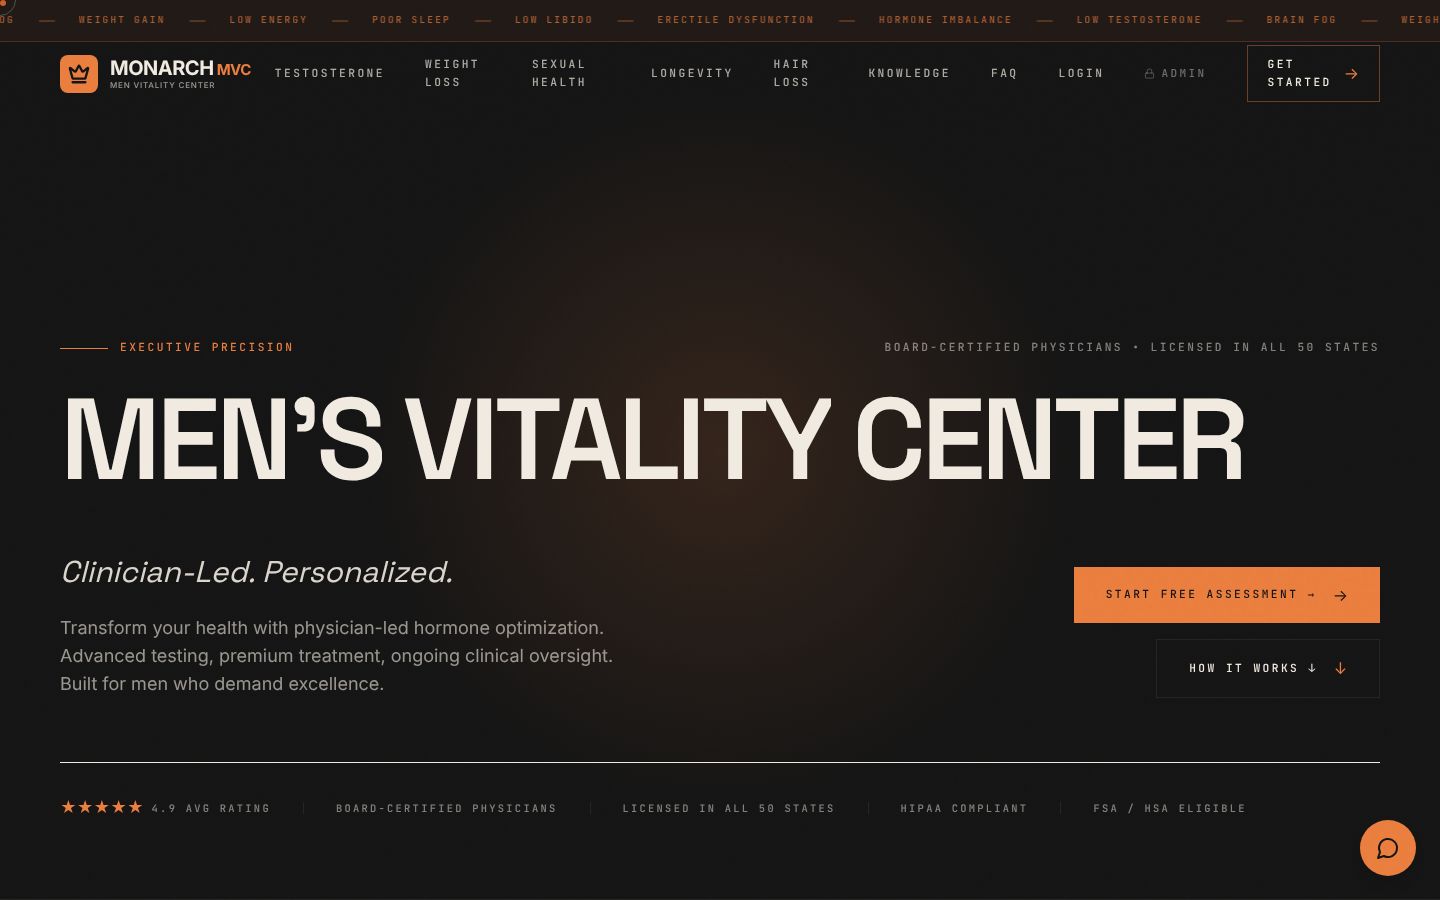 OG — WEIGHT GAIN — LOW ENERGY — POOR SLEEP — LOW LIBIDO — ERECTILE DYSFUNCTION — HORMONE IMBALANCE — LOW TESTOSTERONE — BRAIN FOG — WEIGH
MONARCH MVC
MEN VITALITY CENTER
TESTOSTERONE
WEIGHT
LOSS
SEXUAL
HEALTH
LONGEVITY
HAIR
LOSS
KNOWLEDGE
FAQ
LOGIN
ADMIN
GET
STARTED →
EXECUTIVE PRECISION
BOARD-CERTIFIED PHYSICIANS • LICENSED IN ALL 50 STATES
MEN’S VITALITY CENTER
Clinician-Led. Personalized.
Transform your health with physician-led hormone optimization.
Advanced testing, premium treatment, ongoing clinical oversight.
Built for men who demand excellence.
START FREE ASSESSMENT → →
HOW IT WORKS ↓ ↓
★★★★★ 4.9 AVG RATING
BOARD-CERTIFIED PHYSICIANS
LICENSED IN ALL 50 STATES
HIPAA COMPLIANT
FSA / HSA ELIGIBLE